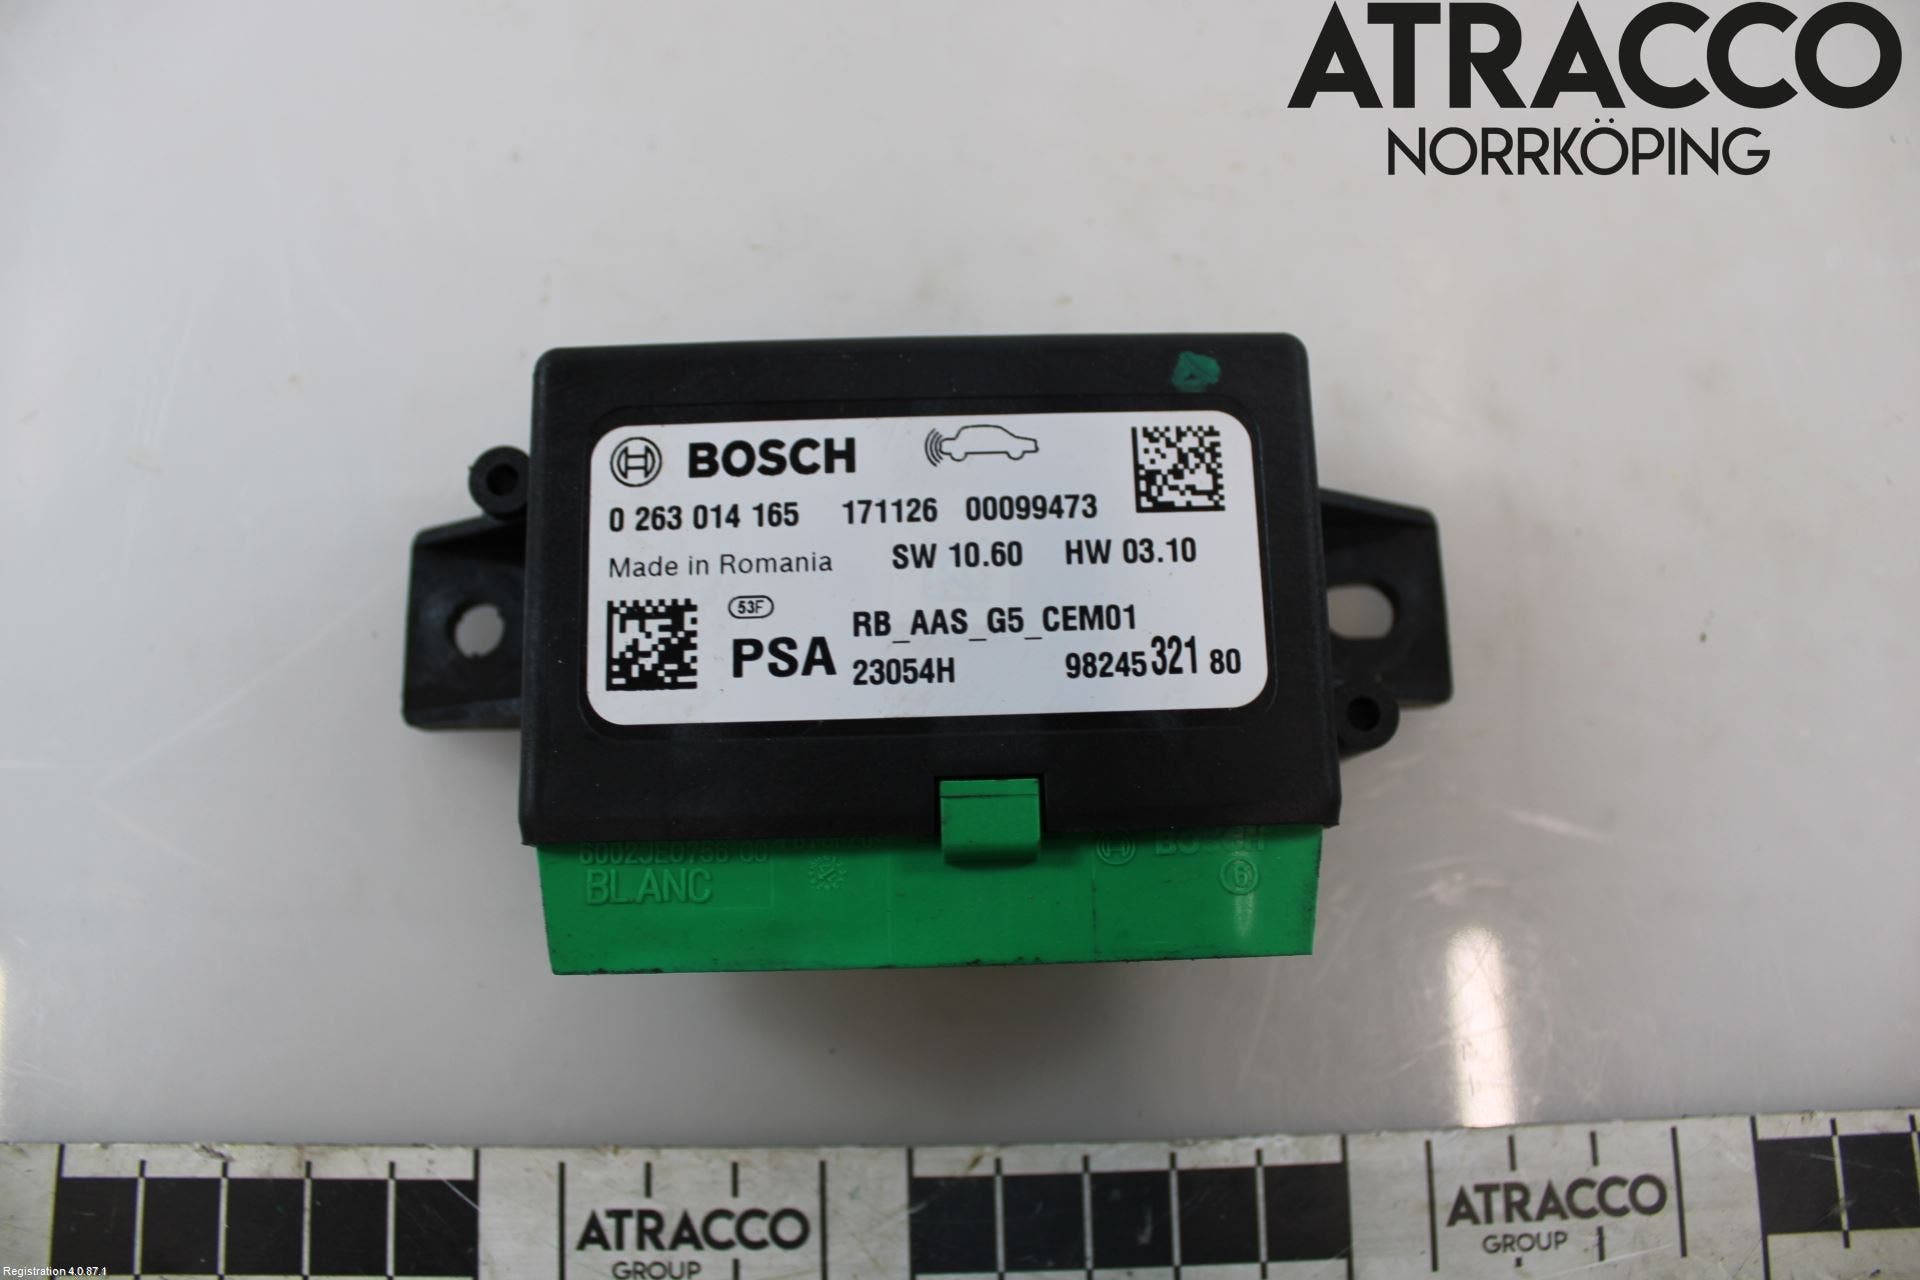 ATRACCO
NORRKÖPING
BOSCH
0 263 014 165 171126 00099473
Made in Romania SW 10.60 HW 03.10
53F
PSA RB_AAS_G5_CEM01
23054H 98245 321 80
BOSCH
BLANC
6
ATRACCO
GROUP
ATRACCO
GROUP
Registration 4.0.87.1